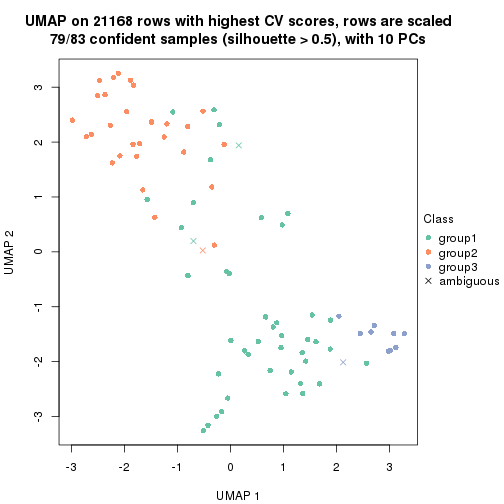 UMAP on 21168 rows with highest CV scores, rows are scaled
79/83 confident samples (silhouette > 0.5), with 10 PCs
3
2
1
0
-1
-2
-3
UMAP 2
-3
-2
-1
0
1
2
3
UMAP 1
Class
group1
group2
group3
ambiguous